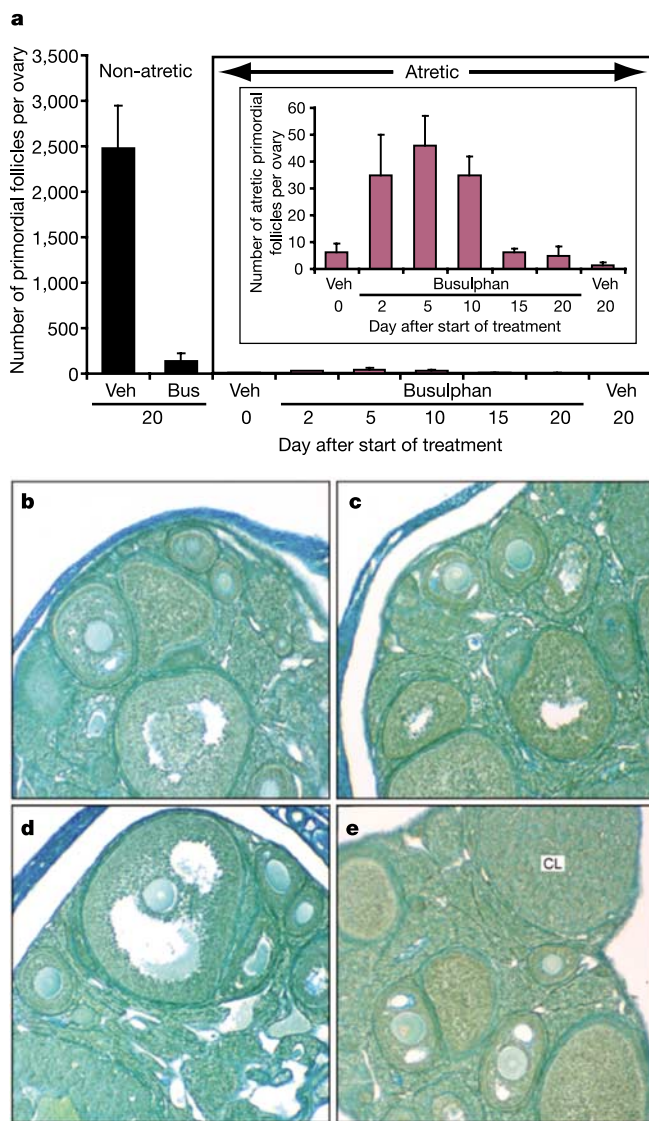 a
Number of primordial follicles per ovary
3,500
3,000
2,500
2,000
1,500
1,000
500
0
Non-atretic
Atretic
Number of atretic primordial
follicles per ovary
60
50
40
30
20
10
0
Veh Busulphan Veh
0 2 5 10 15 20 20
Day after start of treatment
Veh Bus Veh Busulphan Veh
20 0 2 5 10 15 20 20
Day after start of treatment
b
c
d
e
CL